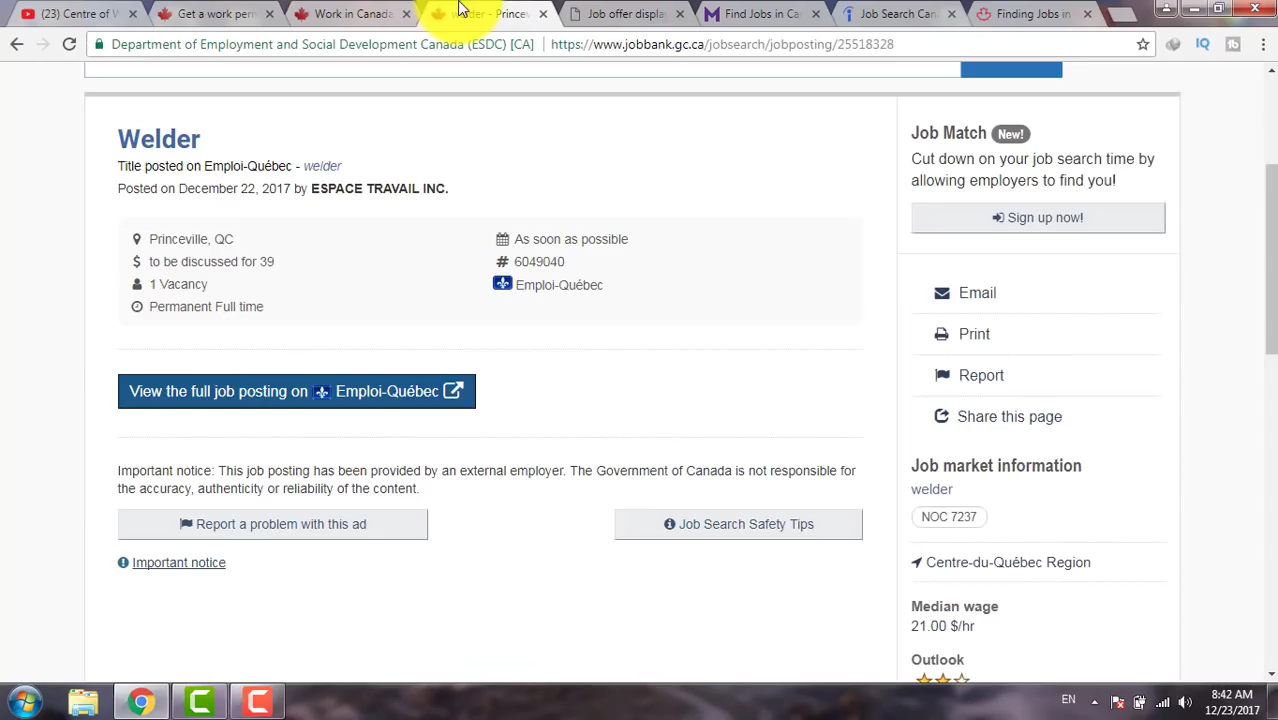 (23) Centre of W
Get a work permi
Work in Canada
welder - Princev
Job offer displa
Find Jobs in Ca
Job Search Can
Finding Jobs in
Department of Employment and Social Development Canada (ESDC) [CA]
https://www.jobbank.gc.ca/jobsearch/jobposting/25518328
Welder
Title posted on Emploi-Québec - welder
Posted on December 22, 2017 by ESPACE TRAVAIL INC.
Princeville, QC
As soon as possible
$ to be discussed for 39
# 6049040
1 Vacancy
Emploi-Québec
Permanent Full time
View the full job posting on Emploi-Québec
Important notice: This job posting has been provided by an external employer. The Government of Canada is not responsible for
the accuracy, authenticity or reliability of the content.
Report a problem with this ad
Job Search Safety Tips
Important notice
Job Match New!
Cut down on your job search time by
allowing employers to find you!
Sign up now!
Email
Print
Report
Share this page
Job market information
welder
NOC 7237
Centre-du-Québec Region
Median wage
21.00 $/hr
Outlook
EN
8:42 AM
12/23/2017